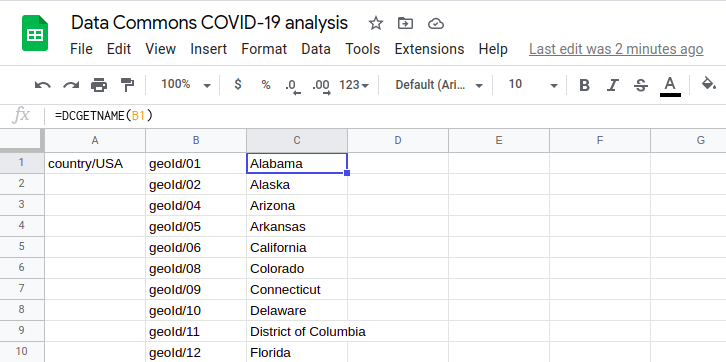 Data Commons COVID-19 analysis
File Edit View Insert Format Data Tools Extensions Help Last edit was 2 minutes ago
100% $ % .0 .00 123 Default (Ari... 10 B I S A
fx =DCGETNAME(B1)
A B C D E F G
1 country/USA geoId/01 Alabama
2 geoId/02 Alaska
3 geoId/04 Arizona
4 geoId/05 Arkansas
5 geoId/06 California
6 geoId/08 Colorado
7 geoId/09 Connecticut
8 geoId/10 Delaware
9 geoId/11 District of Columbia
10 geoId/12 Florida